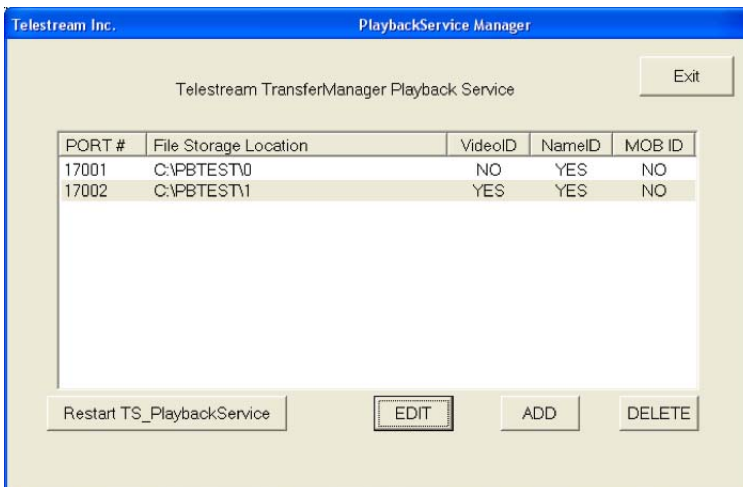 Telestream Inc. PlaybackService Manager
Exit
Telestream TransferManager Playback Service
PORT # File Storage Location VideoID NameID MOB ID
17001 C:\PBTEST\0 NO YES NO
17002 C:\PBTEST\1 YES YES NO
Restart TS_PlaybackService EDIT ADD DELETE